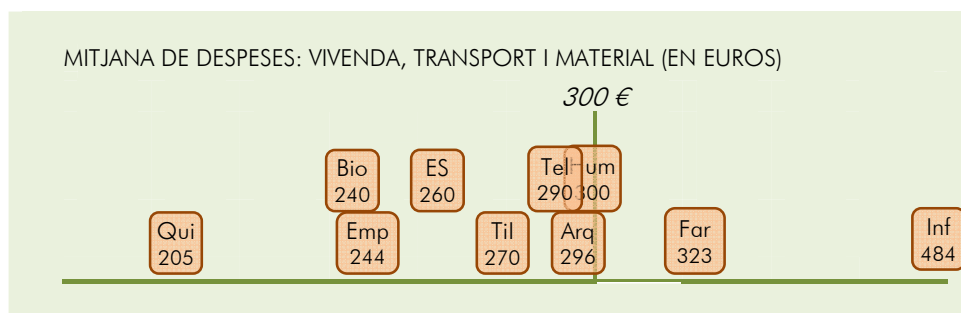 MITJANA DE DESPESES: VIVENDA, TRANSPORT I MATERIAL (EN EUROS)
300 €
Bio
240
ES
260
Tel
290
Hum
300
Qui
205
Emp
244
Til
270
Arq
296
Far
323
Inf
484